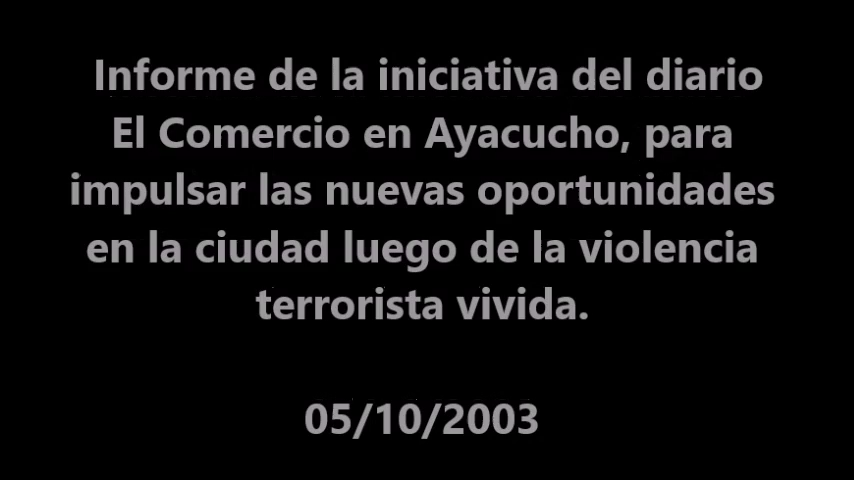 Informe de la iniciativa del diario
El Comercio en Ayacucho, para
impulsar las nuevas oportunidades
en la ciudad luego de la violencia
terrorista vivida.
05/10/2003